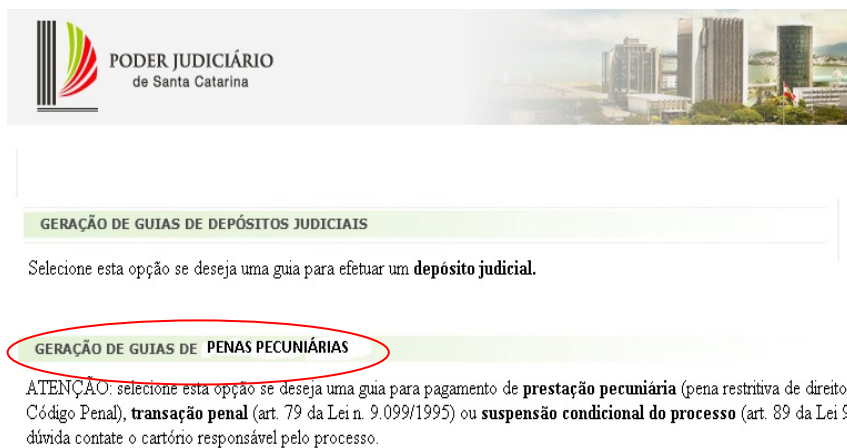 PODER JUDICIÁRIO
de Santa Catarina
GERAÇÃO DE GUIAS DE DEPÓSITOS JUDICIAIS
Selecione esta opção se deseja uma guia para efetuar um depósito judicial.
GERAÇÃO DE GUIAS DE PENAS PECUNIÁRIAS
ATENÇÃO: selecione esta opção se deseja uma guia para pagamento de prestação pecuniária (pena restritiva de direito
Código Penal), transação penal (art. 79 da Lei n. 9.099/1995) ou suspensão condicional do processo (art. 89 da Lei 9
dúvida contate o cartório responsável pelo processo.